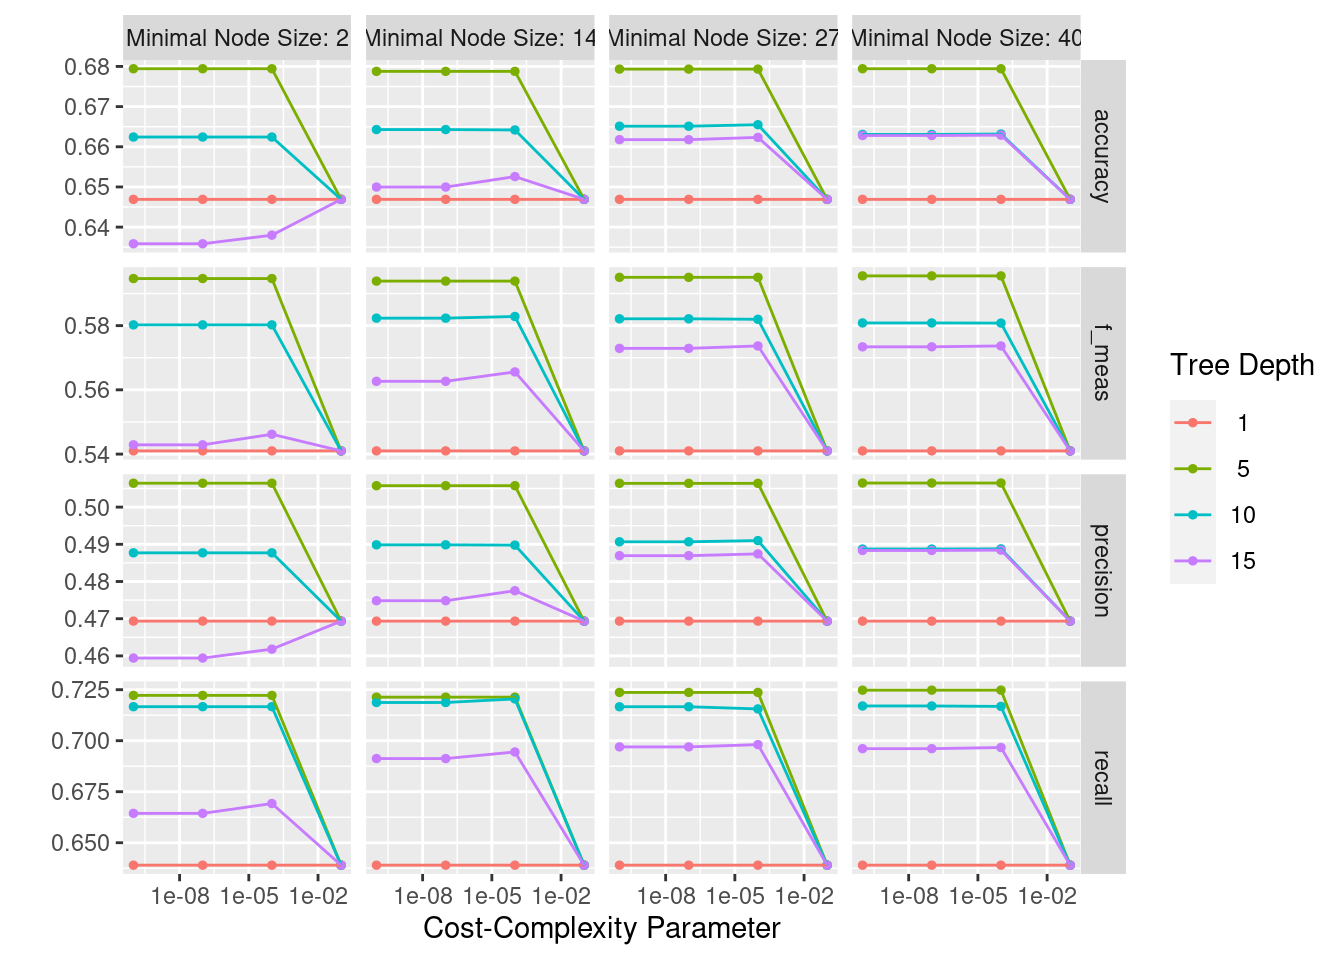 Minimal Node Size: 2 Minimal Node Size: 14 Minimal Node Size: 27 Minimal Node Size: 40
0.68
0.67
0.66
0.65
0.64
accuracy
0.58
0.56
0.54
f_meas
0.50
0.49
0.48
0.47
0.46
precision
0.725
0.700
0.675
0.650
recall
1e-08 1e-05 1e-02 1e-08 1e-05 1e-02 1e-08 1e-05 1e-02 1e-08 1e-05 1e-02
Cost-Complexity Parameter
Tree Depth
1
5
10
15